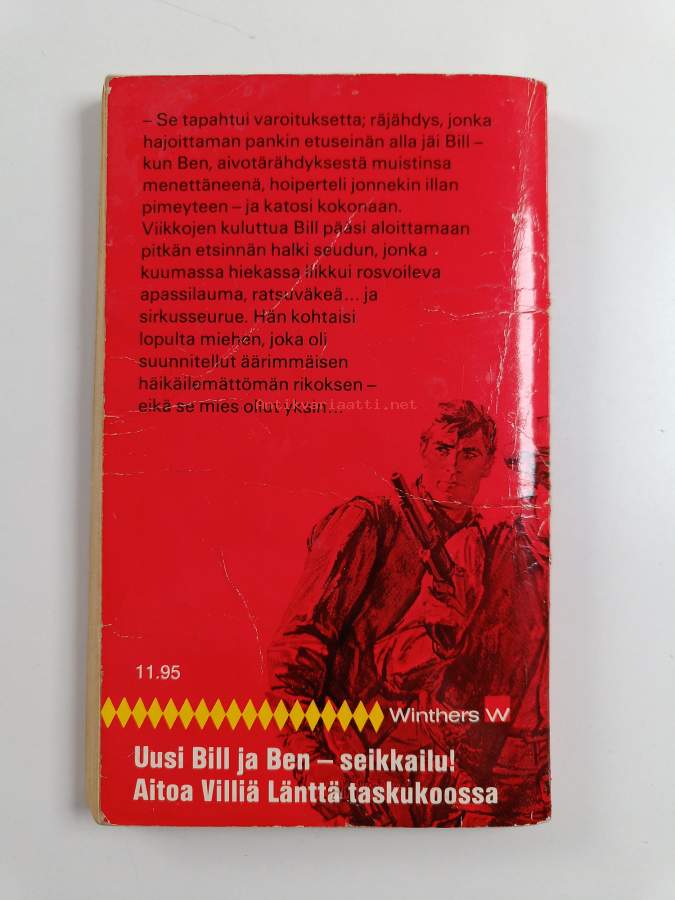 – Se tapahtui varoituksetta; räjähdys, jonka
hajoittaman pankin etuseinän alla jäi Bill –
kun Ben, aivotärähdyksestä muistinsa
menettäneenä, hoiperteli jonnekin illan
pimeyteen – ja katosi kokonaan.
Viikkojen kuluttua Bill pääsi aloittamaan
pitkän etsinnän halki seudun, jonka
kuumassa hiekassa liikkui rosvoileva
apassilauma, ratsuväkeä... ja
sirkusseurue. Hän kohtaisi
lopulta miehen, joka oli
suunnitellut äärimmäisen
häikäilemättömän rikoksen –
eikä se mies ollut yksin...
Antikvariaatti.net
11.95
Winthers W
Uusi Bill ja Ben – seikkailu!
Aitoa Villiä Länttä taskukoossa